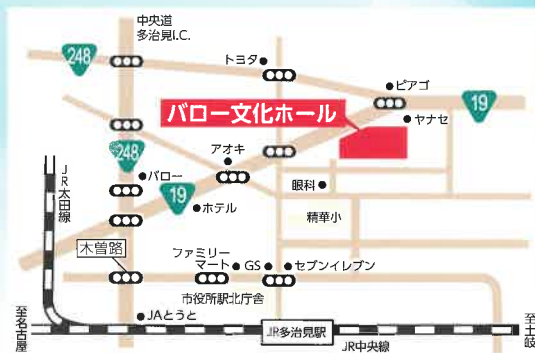 中央道
多治見I.C.
248
トヨタ
ピアゴ
19
バロー文化ホール
ヤナセ
アオキ
248
バロー
19
眼科
ホテル
精華小
JR太田線
木曽路
ファミリー
マート
GS
セブンイレブン
市役所駅北庁舎
JAとうと
至名古屋
JR多治見駅
JR中央線
至土岐